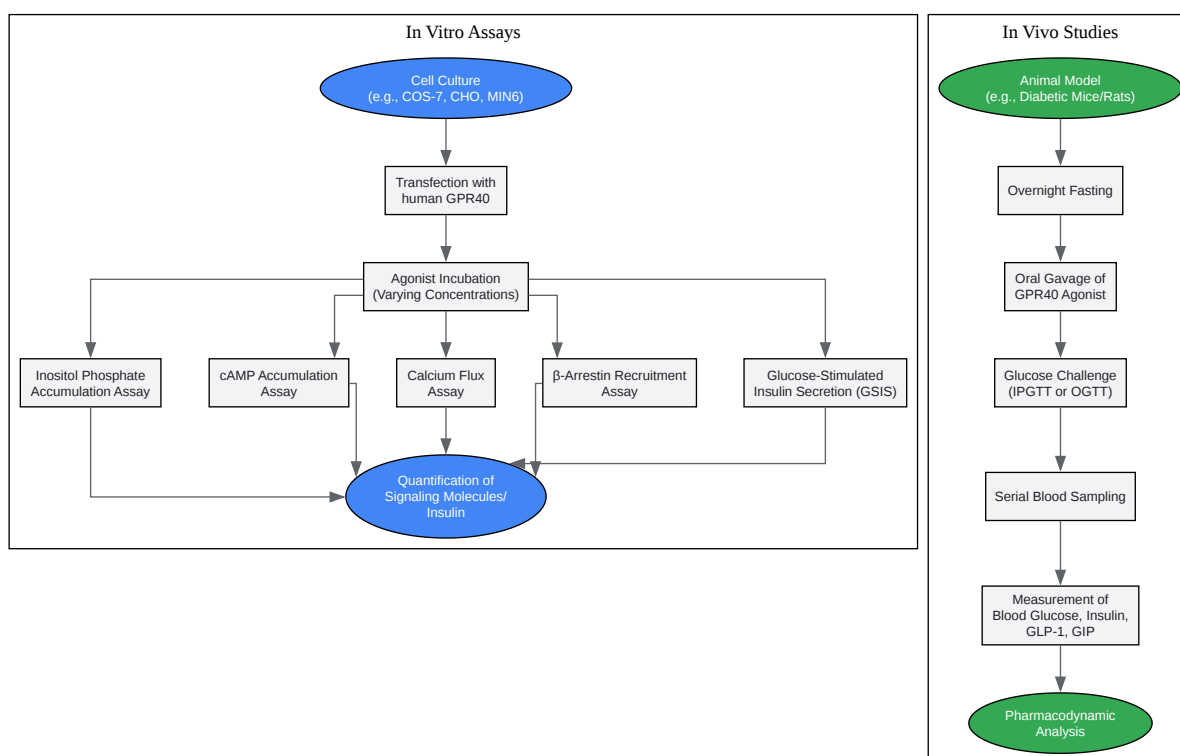 In Vitro Assays
Cell Culture
(e.g., COS-7, CHO, MIN6)
Transfection with
human GPR40
Agonist Incubation
(Varying Concentrations)
Inositol Phosphate
Accumulation Assay
cAMP Accumulation
Assay
Calcium Flux
Assay
β-Arrestin Recruitment
Assay
Glucose-Stimulated
Insulin Secretion (GSIS)
Quantification of
Signaling Molecules/
Insulin
In Vivo Studies
Animal Model
(e.g., Diabetic Mice/Rats)
Overnight Fasting
Oral Gavage of
GPR40 Agonist
Glucose Challenge
(IPGTT or OGTT)
Serial Blood Sampling
Measurement of
Blood Glucose, Insulin,
GLP-1, GIP
Pharmacodynamic
Analysis